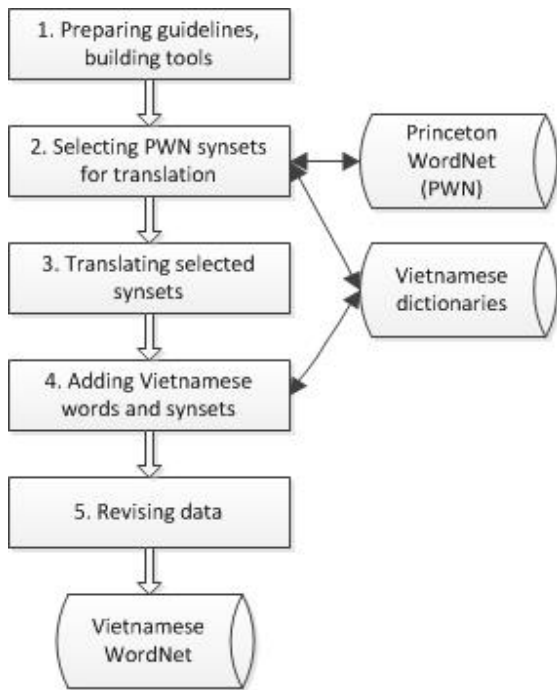 1. Preparing guidelines,
building tools
2. Selecting PWN synsets
for translation
Princeton
WordNet
(PWN)
3. Translating selected
synsets
Vietnamese
dictionaries
4. Adding Vietnamese
words and synsets
5. Revising data
Vietnamese
WordNet